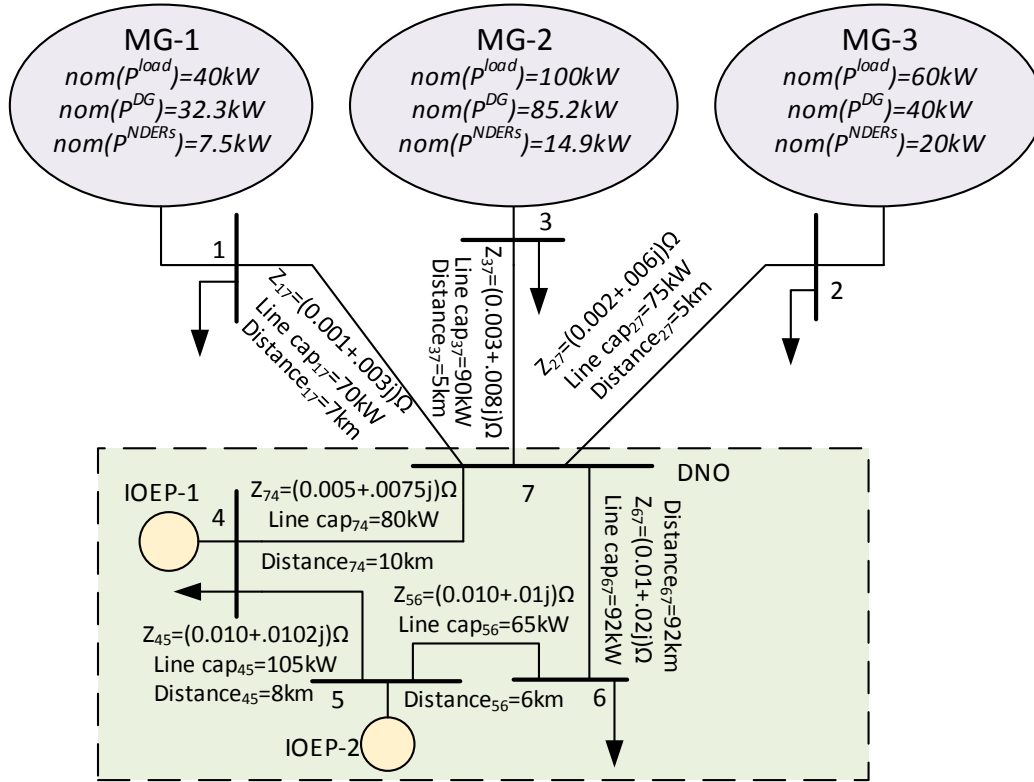 MG-1
nom(P^load)=40kW
nom(P^DG)=32.3kW
nom(P^NDERs)=7.5kW
MG-2
nom(P^load)=100kW
nom(P^DG)=85.2kW
nom(P^NDERs)=14.9kW
MG-3
nom(P^load)=60kW
nom(P^DG)=40kW
nom(P^NDERs)=20kW
1
3
2
Z₁₇=(0.001+.003j)Ω
Line cap₁₇=70kW
Distance₁₇=7km
Z₃₇=(0.003+.008j)Ω
Line cap₃₇=90kW
Distance₃₇=5km
Z₂₇=(0.002+.006j)Ω
Line cap₂₇=75kW
Distance₂₇=5km
DNO
7
IOEP-1
4
Z₇₄=(0.005+.0075j)Ω
Line cap₇₄=80kW
Distance₇₄=10km
Distance₆₇=92km
Z₆₇=(0.01+.02j)Ω
Line cap₆₇=92kW
Z₅₆=(0.010+.01j)Ω
Line cap₅₆=65kW
Distance₅₆=6km
Z₄₅=(0.010+.0102j)Ω
Line cap₄₅=105kW
Distance₄₅=8km
5
6
IOEP-2